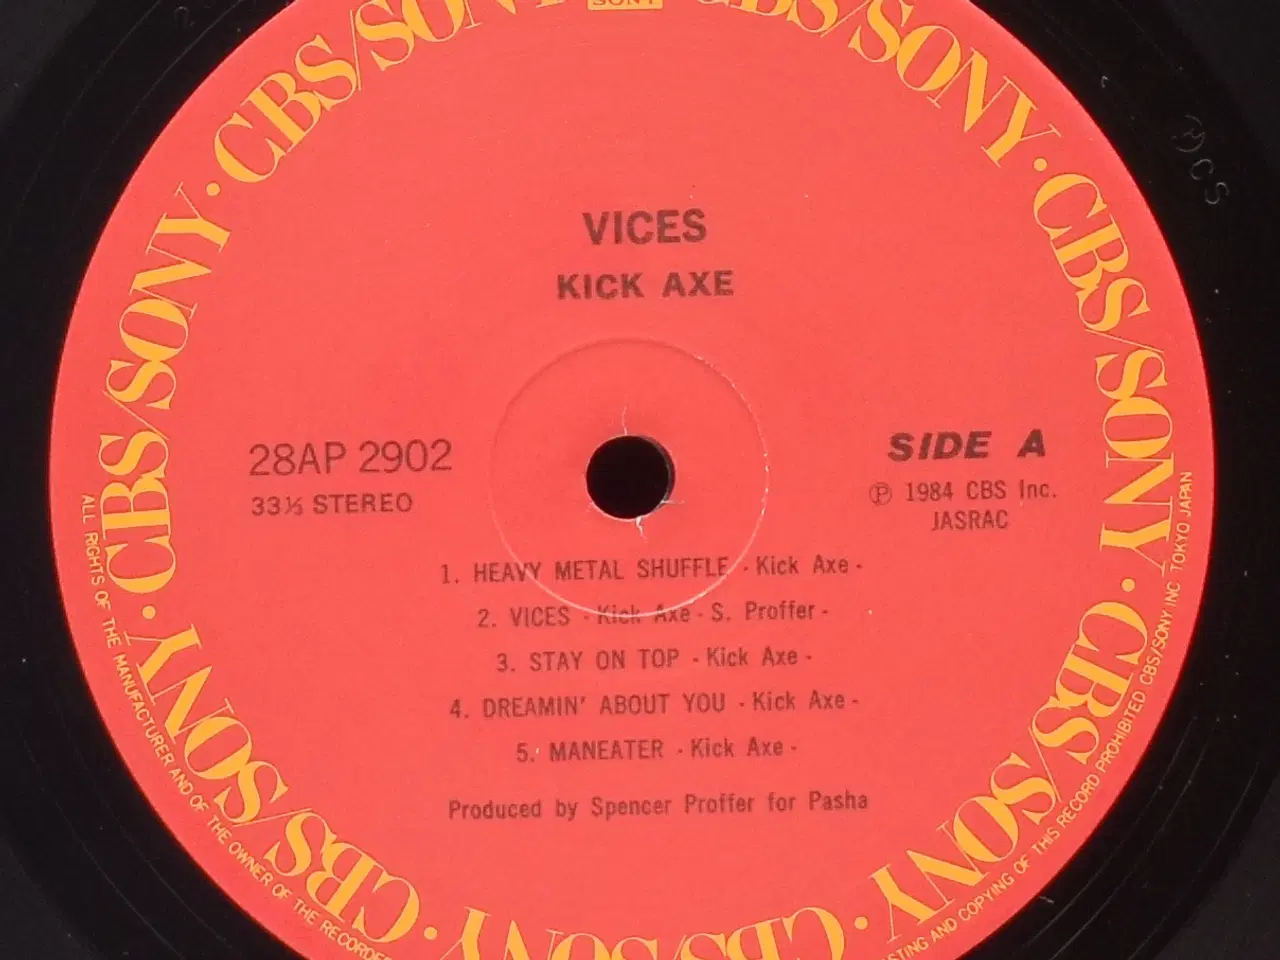 SONY
CBS/SONY · CBS/SONY · CBS/SONY · CBS/SONY · CBS/SONY · CBS/SONY · CBS/SONY · CBS/SONY
VICES
KICK AXE
28AP 2902
33⅓ STEREO
SIDE A
Ⓟ 1984 CBS Inc.
JASRAC
1. HEAVY METAL SHUFFLE - Kick Axe -
2. VICES - Kick Axe - S. Proffer -
3. STAY ON TOP - Kick Axe -
4. DREAMIN' ABOUT YOU - Kick Axe -
5. MANEATER - Kick Axe -
Produced by Spencer Proffer for Pasha
ALL RIGHTS OF THE MANUFACTURER AND OF THE OWNER OF THE RECORDED
AND COPYING OF THIS RECORD PROHIBITED CBS/SONY INC TOKYO JAPAN